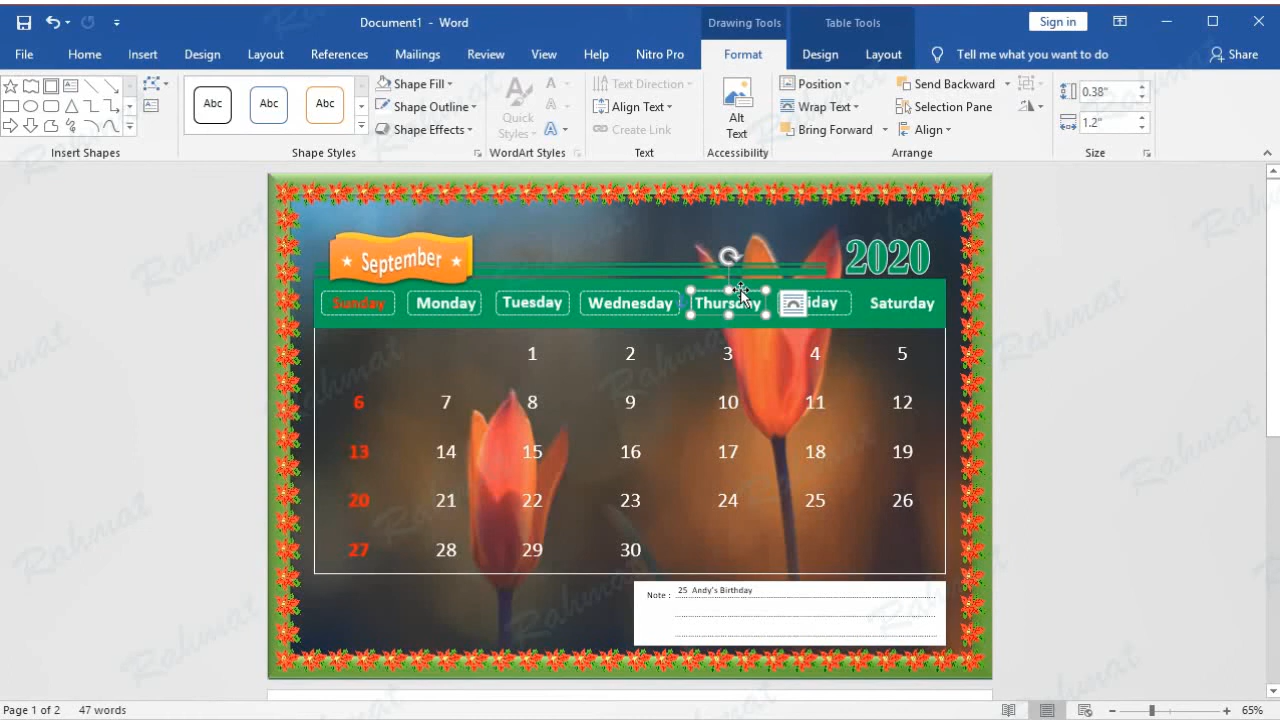 Document1 - Word
Drawing Tools
Table Tools
Sign in
File Home Insert Design Layout References Mailings Review View Help Nitro Pro Format Design Layout Tell me what you want to do Share
Abc Abc Abc
Shape Fill
Shape Outline
Shape Effects
Quick
Styles
Text Direction
Align Text
Create Link
Alt
Text
Position
Wrap Text
Bring Forward
Send Backward
Selection Pane
Align
0.38"
1.2"
Insert Shapes Shape Styles WordArt Styles Text Accessibility Arrange Size
September
2020
Sunday Monday Tuesday Wednesday Thursday Friday Saturday
1 2 3 4 5
6 7 8 9 10 11 12
13 14 15 16 17 18 19
20 21 22 23 24 25 26
27 28 29 30
Note : 25 Andy's Birthday
Page 1 of 2 47 words 65%
Rahmat